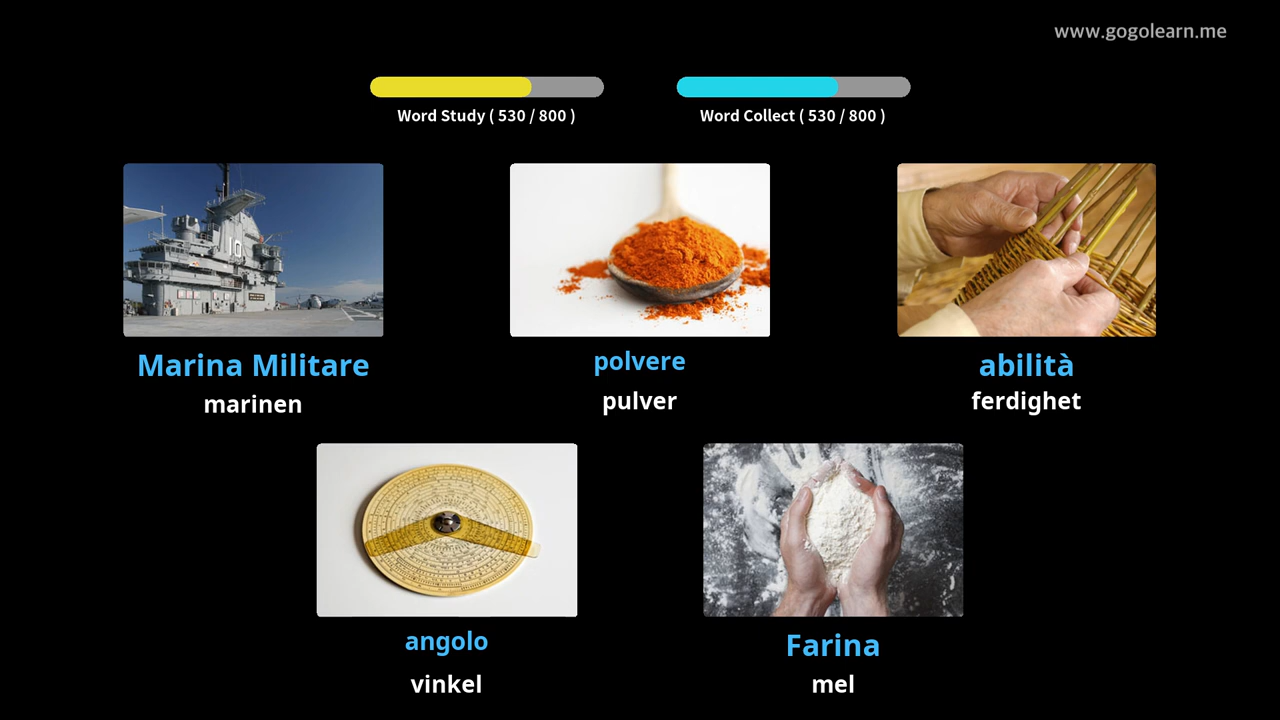 www.gogolearn.me
Word Study ( 530 / 800 )
Word Collect ( 530 / 800 )
10
Marina Militare
marinen
polvere
pulver
abilità
ferdighet
angolo
vinkel
Farina
mel